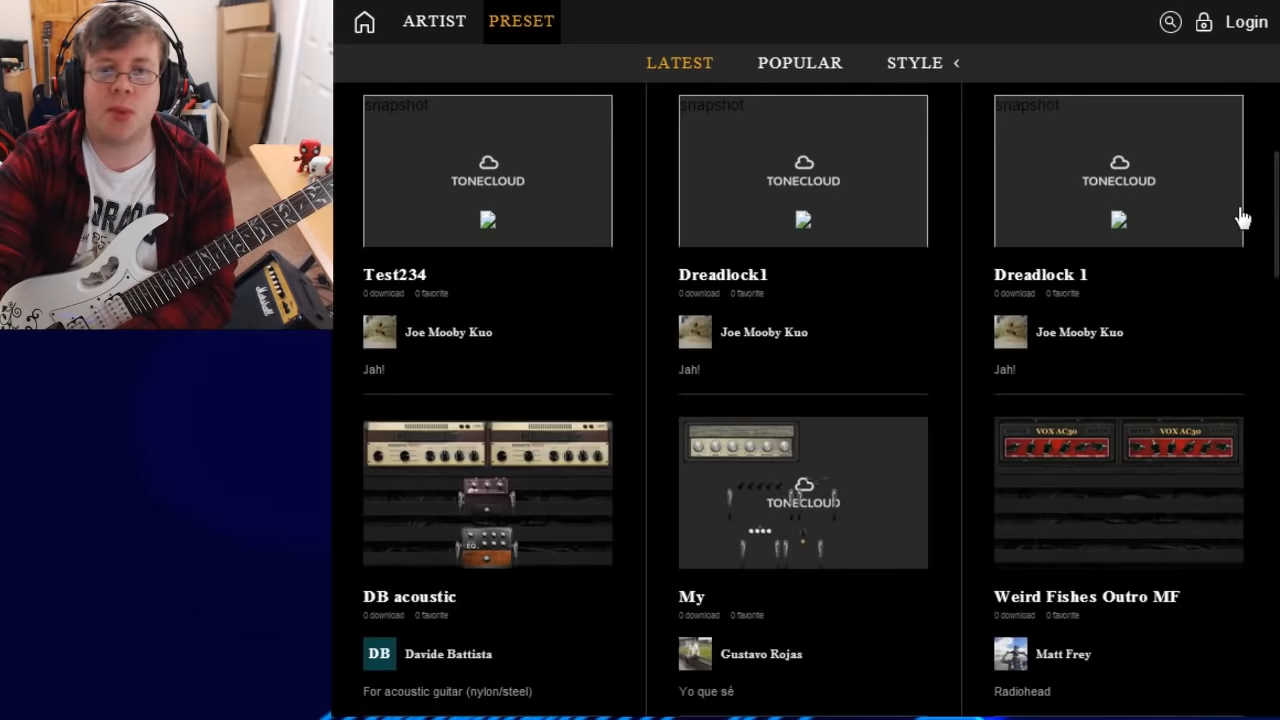 ARTIST PRESET Login
LATEST POPULAR STYLE
snapshot snapshot snapshot
TONECLOUD TONECLOUD TONECLOUD
Test234 Dreadlock1 Dreadlock 1
0 download 0 favorite 0 download 0 favorite 0 download 0 favorite
Joe Mooby Kuo Joe Mooby Kuo Joe Mooby Kuo
Jah! Jah! Jah!
VOX AC30 VOX AC30
TONECLOUD
EQ.
DB acoustic My Weird Fishes Outro MF
0 download 0 favorite 0 download 0 favorite 0 download 0 favorite
DB Davide Battista Gustavo Rojas Matt Frey
For acoustic guitar (nylon/steel) Yo que sé Radiohead
Marshall